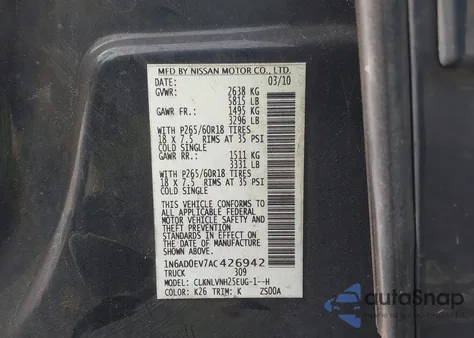 MFD BY NISSAN MOTOR CO., LTD.
DATE: 03/10
GVWR: 2638 KG
5815 LB
GAWR FR.: 1495 KG
3296 LB
WITH P265/60R18 TIRES
18 X 7.5 RIMS AT 35 PSI
COLD SINGLE
GAWR RR.: 1511 KG
3331 LB
WITH P265/60R18 TIRES
18 X 7.5 RIMS AT 35 PSI
COLD SINGLE
THIS VEHICLE CONFORMS TO
ALL APPLICABLE FEDERAL
MOTOR VEHICLE SAFETY AND
THEFT PREVENTION
STANDARDS IN EFFECT ON
THE DATE OF MANUFACTURE
SHOWN ABOVE.
1N6AD0EV7AC426942
TRUCK 309
MODEL: CLKNLVNH25EUG-1--H
COLOR: K26 TRIM: K ZS00A
autoSnap